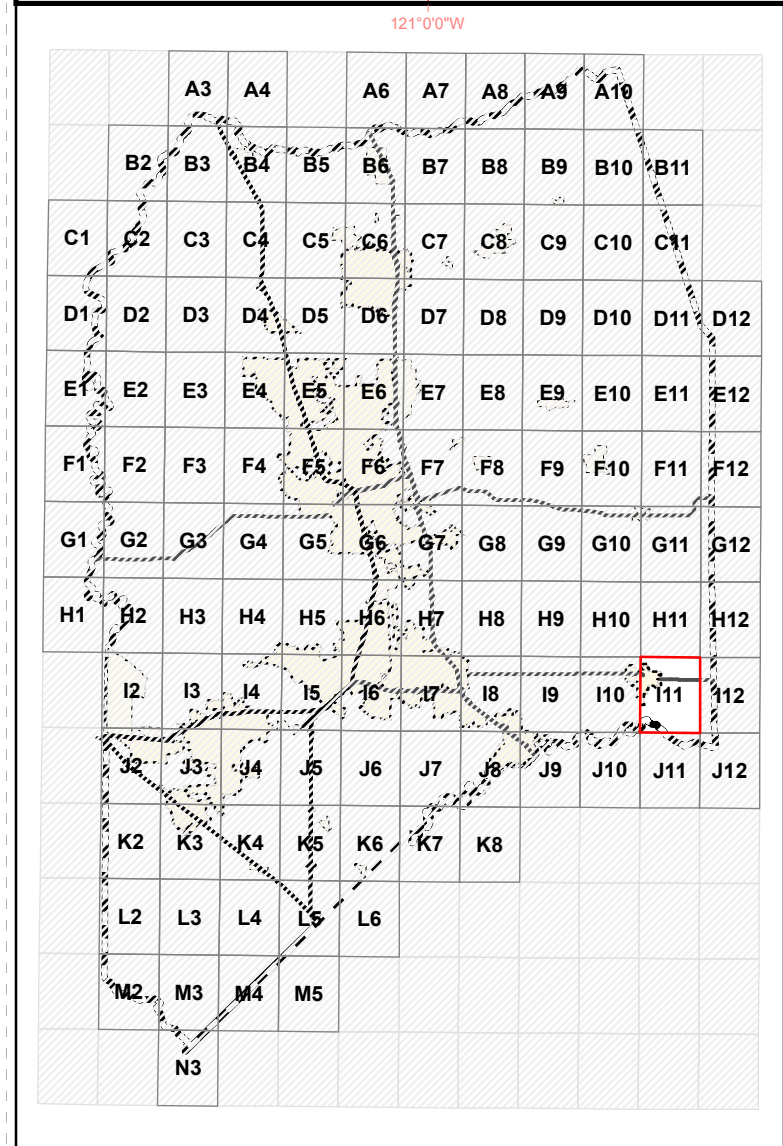 121°0'0"W
A3 A4 A6 A7 A8 A9 A10
B2 B3 B4 B5 B6 B7 B8 B9 B10 B11
C1 C2 C3 C4 C5 C6 C7 C8 C9 C10 C11
D1 D2 D3 D4 D5 D6 D7 D8 D9 D10 D11 D12
E1 E2 E3 E4 E5 E6 E7 E8 E9 E10 E11 E12
F1 F2 F3 F4 F5 F6 F7 F8 F9 F10 F11 F12
G1 G2 G3 G4 G5 G6 G7 G8 G9 G10 G11 G12
H1 H2 H3 H4 H5 H6 H7 H8 H9 H10 H11 H12
I2 I3 I4 I5 I6 I7 I8 I9 I10 I11 I12
J2 J3 J4 J5 J6 J7 J8 J9 J10 J11 J12
K2 K3 K4 K5 K6 K7 K8
L2 L3 L4 L5 L6
M2 M3 M4 M5
N3